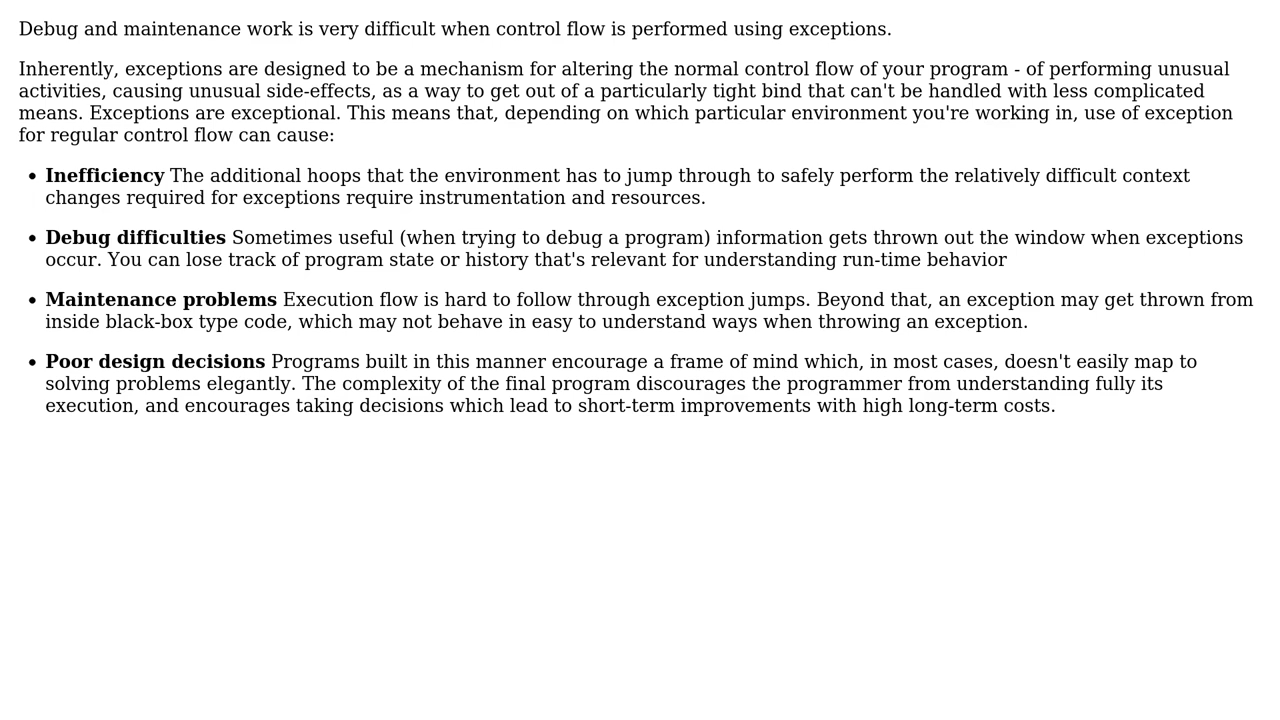 Debug and maintenance work is very difficult when control flow is performed using exceptions.
Inherently, exceptions are designed to be a mechanism for altering the normal control flow of your program - of performing unusual
activities, causing unusual side-effects, as a way to get out of a particularly tight bind that can't be handled with less complicated
means. Exceptions are exceptional. This means that, depending on which particular environment you're working in, use of exception
for regular control flow can cause:
• Inefficiency The additional hoops that the environment has to jump through to safely perform the relatively difficult context
changes required for exceptions require instrumentation and resources.
• Debug difficulties Sometimes useful (when trying to debug a program) information gets thrown out the window when exceptions
occur. You can lose track of program state or history that's relevant for understanding run-time behavior
• Maintenance problems Execution flow is hard to follow through exception jumps. Beyond that, an exception may get thrown from
inside black-box type code, which may not behave in easy to understand ways when throwing an exception.
• Poor design decisions Programs built in this manner encourage a frame of mind which, in most cases, doesn't easily map to
solving problems elegantly. The complexity of the final program discourages the programmer from understanding fully its
execution, and encourages taking decisions which lead to short-term improvements with high long-term costs.